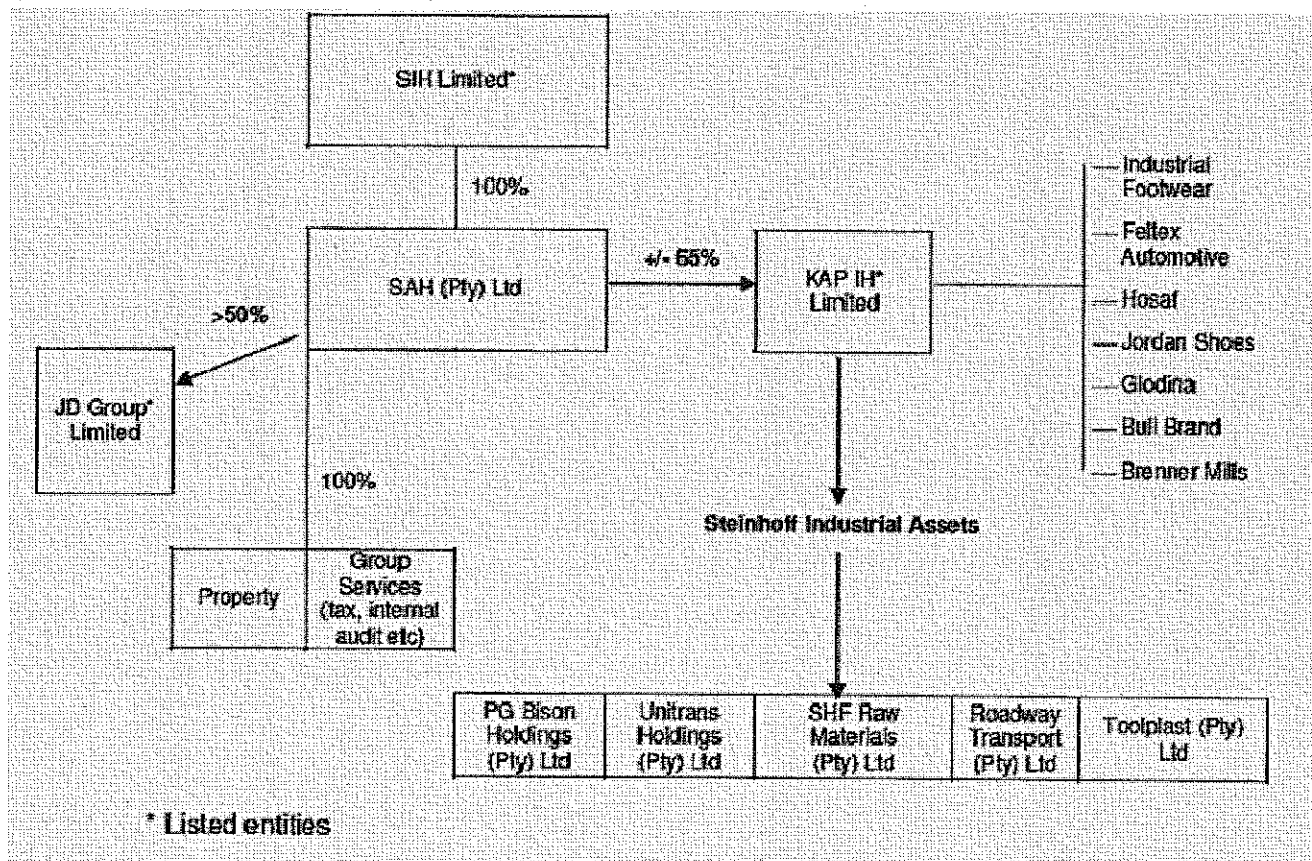 SIH Limited*
100%
SAH (Pty) Ltd
+/- 65%
KAP IH*
Limited
Industrial
Footwear
Feltex
Automotive
Hosaf
Jordan Shoes
Glodina
Bull Brand
Brenner Mills
>50%
JD Group*
Limited
100%
Property
Group
Services
(tax, internal
audit etc)
Steinhoff Industrial Assets
PG Bison
Holdings
(Pty) Ltd
Unitrans
Holdings
(Pty) Ltd
SHF Raw
Materials
(Pty) Ltd
Roadway
Transport
(Pty) Ltd
Toolplast (Pty)
Ltd
* Listed entities